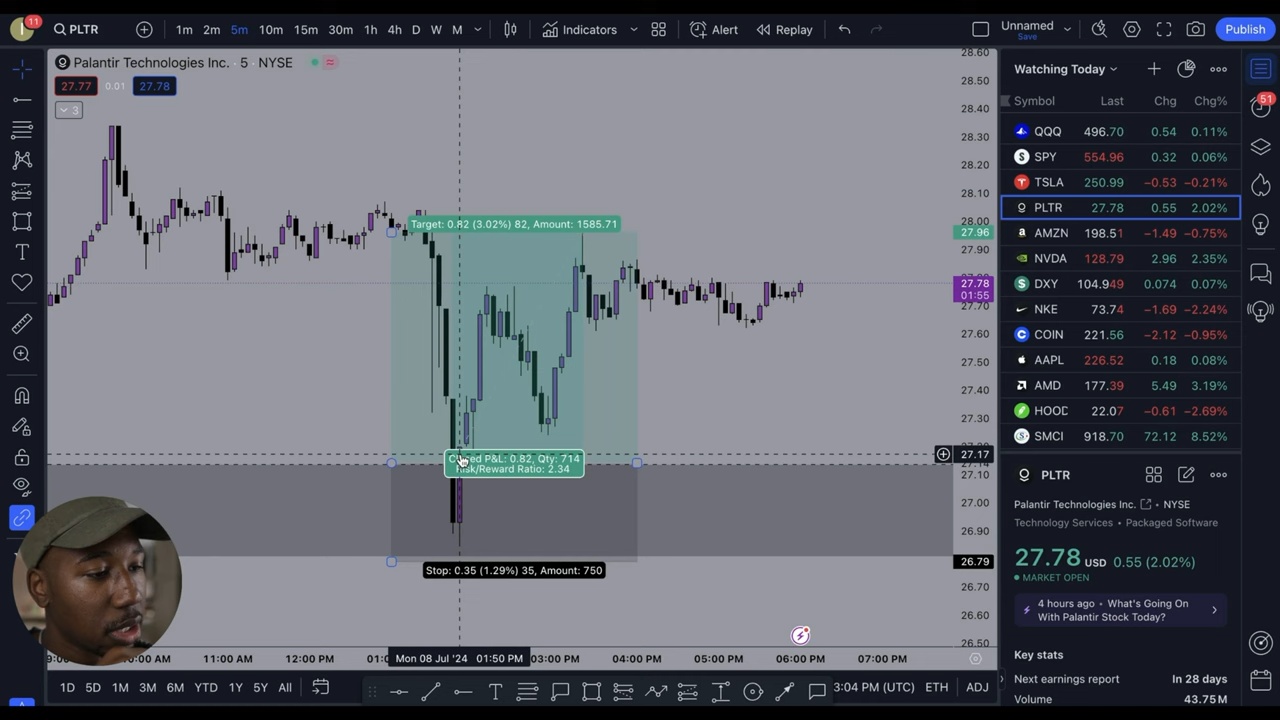 11
PLTR
1m 2m 5m 10m 15m 30m 1h 4h D W M
Indicators
Alert
Replay
Unnamed
Save
Publish
Palantir Technologies Inc. · 5 · NYSE
27.77 0.01 27.78
3
28.60
28.50
28.40
28.30
28.20
28.10
28.00
27.96
27.90
27.78
01:55
27.70
27.60
27.50
27.40
27.30
27.17
27.10
27.00
26.90
26.79
26.70
26.60
26.50
Target: 0.82 (3.02%) 82, Amount: 1585.71
P&L: 0.82, Qty: 714
Risk/Reward Ratio: 2.34
Stop: 0.35 (1.29%) 35, Amount: 750
10:00 AM 11:00 AM 12:00 PM Mon 08 Jul '24 01:50 PM 03:00 PM 04:00 PM 05:00 PM 06:00 PM 07:00 PM
1D 5D 1M 3M 6M YTD 1Y 5Y All
3:04 PM (UTC) ETH ADJ
Watching Today
51
Symbol Last Chg Chg%
QQQ 496.70 0.54 0.11%
SPY 554.96 0.32 0.06%
TSLA 250.99 −0.53 −0.21%
PLTR 27.78 0.55 2.02%
AMZN 198.51 −1.49 −0.75%
NVDA 128.79 2.96 2.35%
DXY 104.949 0.074 0.07%
NKE 73.74 −1.69 −2.24%
COIN 221.56 −2.12 −0.95%
AAPL 226.52 0.18 0.08%
AMD 177.39 5.49 3.19%
HOOD 22.07 −0.61 −2.69%
SMCI 918.70 72.12 8.52%
PLTR
Palantir Technologies Inc. · NYSE
Technology Services • Packaged Software
27.78 USD 0.55 (2.02%)
MARKET OPEN
4 hours ago • What's Going On
With Palantir Stock Today?
Key stats
Next earnings report In 28 days
Volume 43.75M